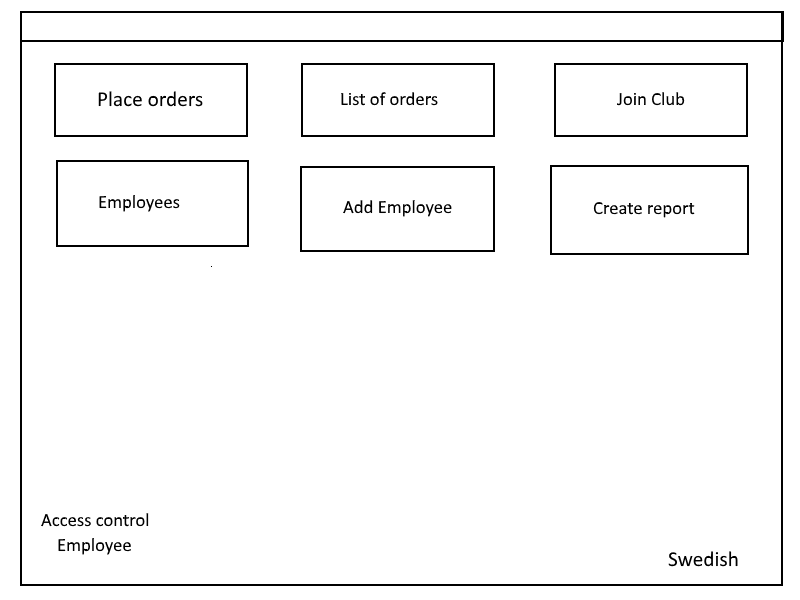 Place orders
List of orders
Join Club
Employees
Add Employee
Create report
Access control
Employee
Swedish